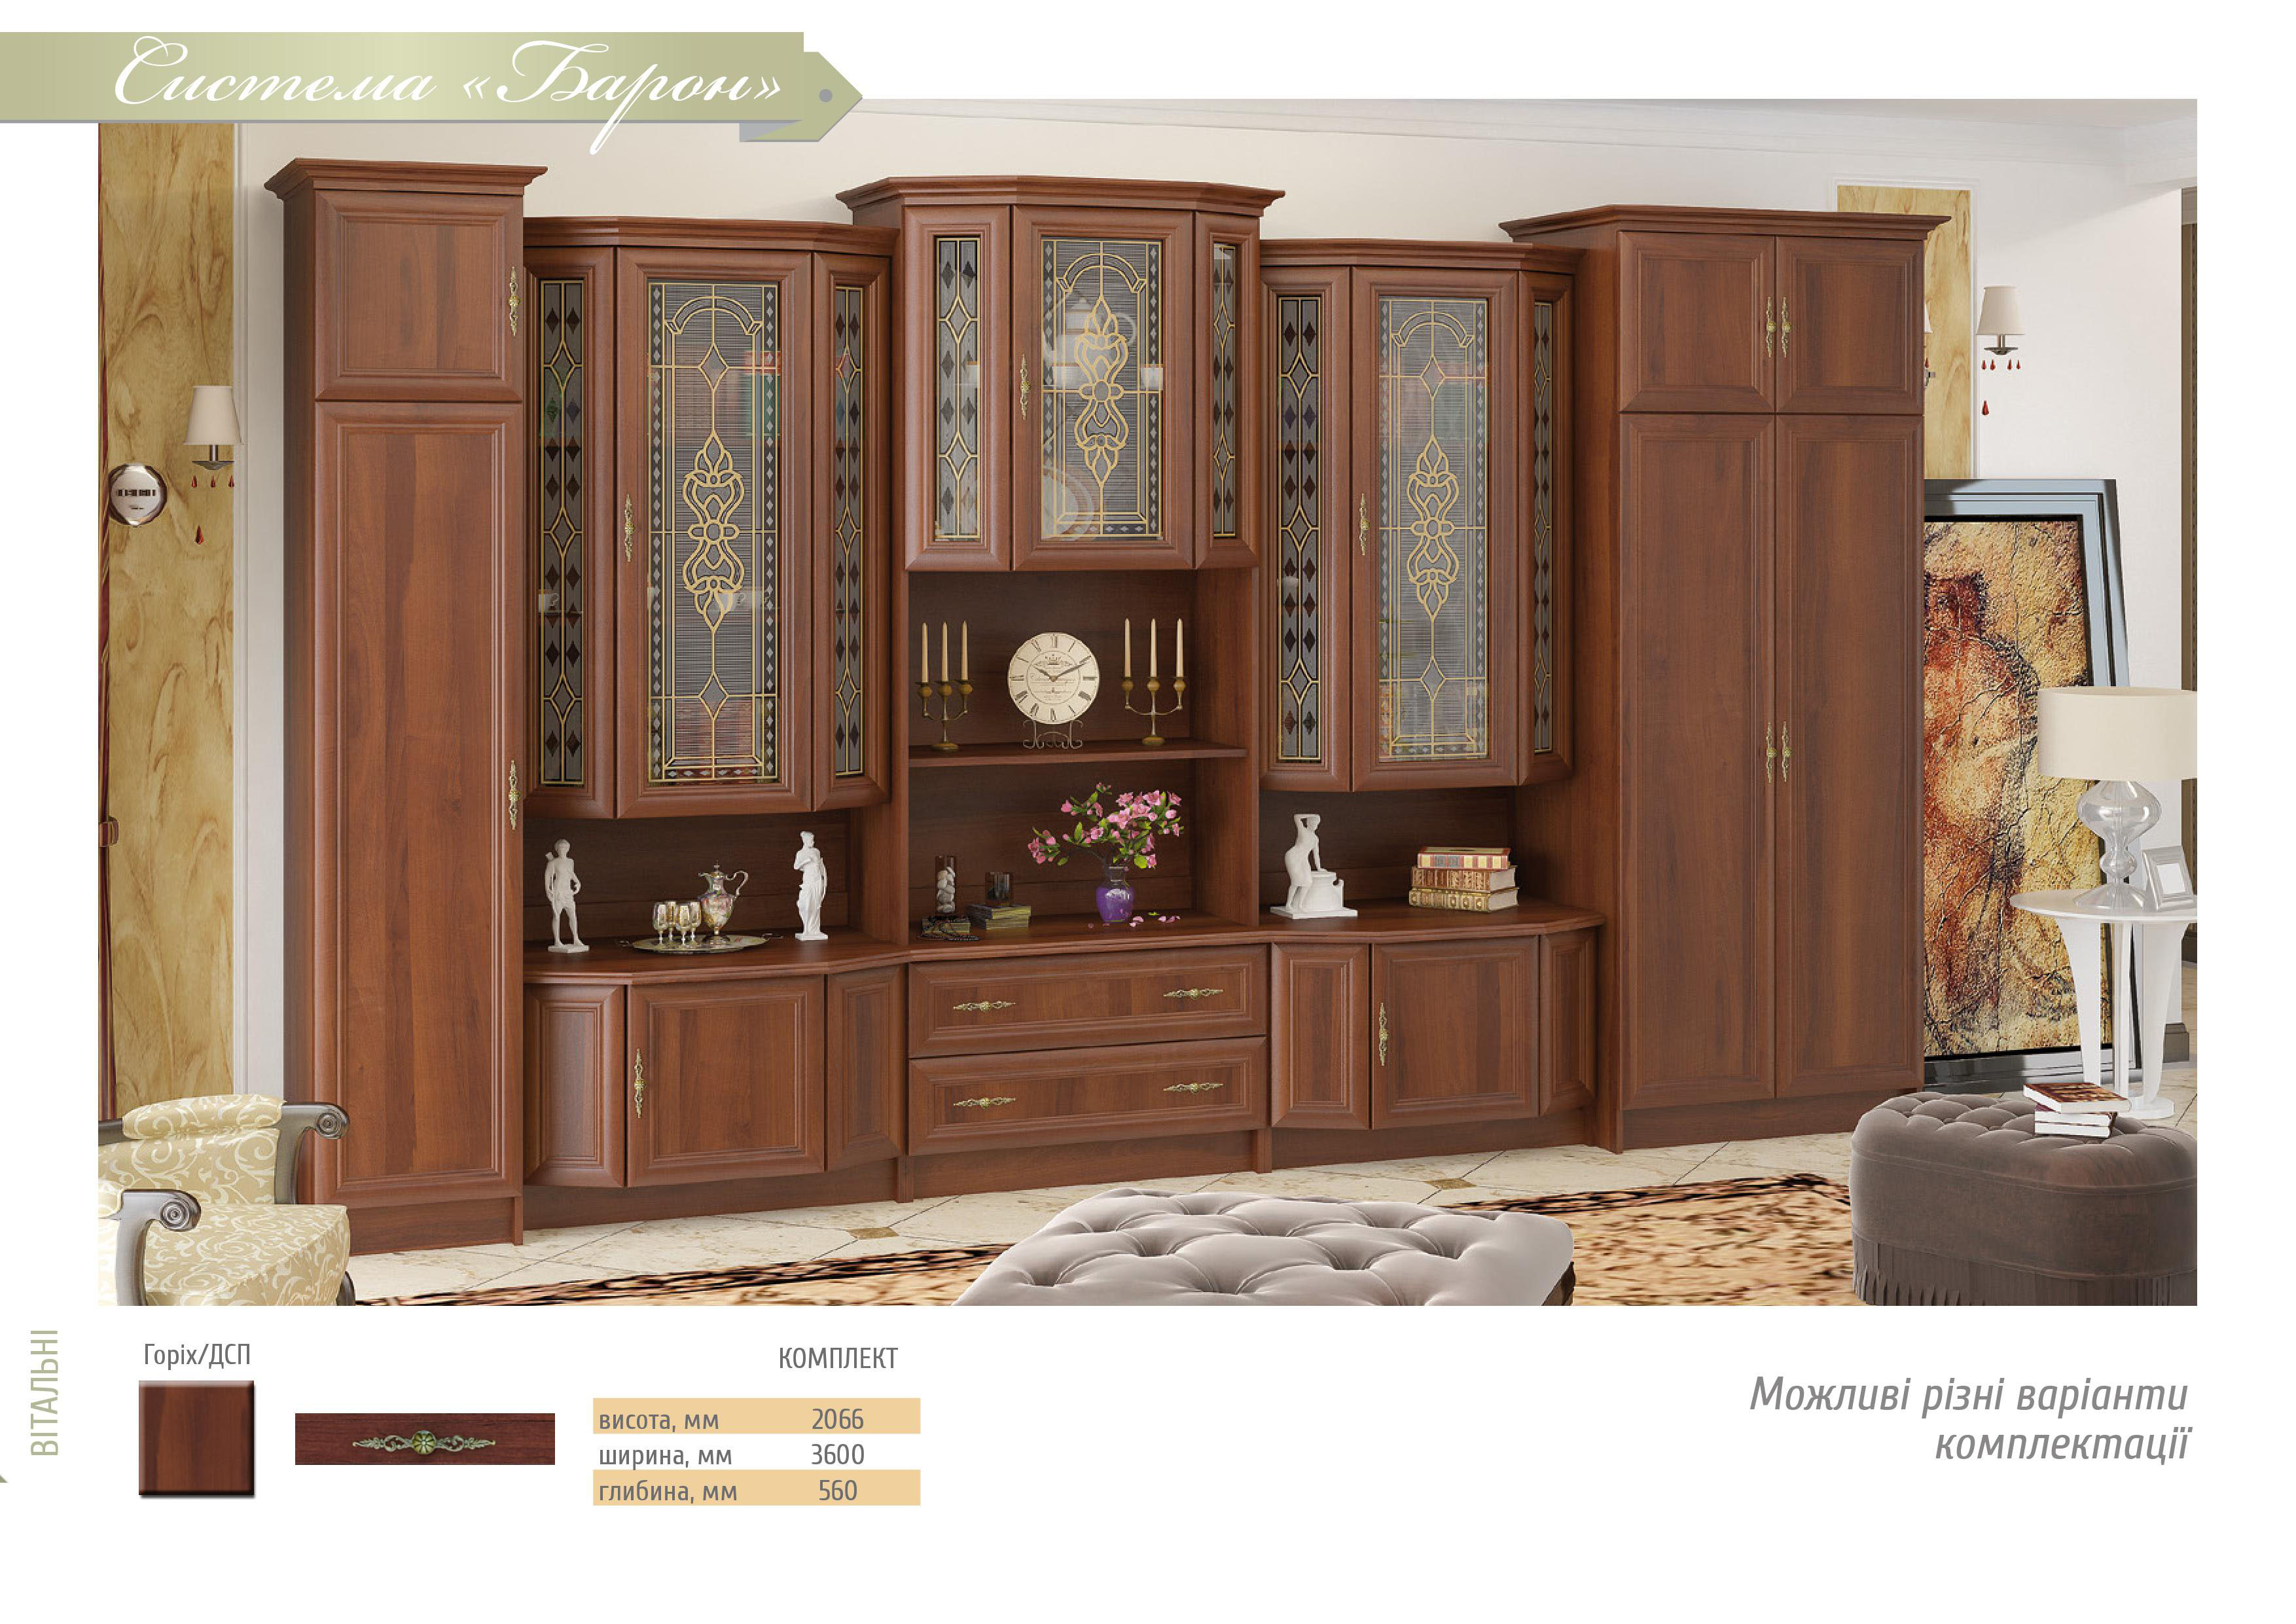 Система «Барон»
ВІТАЛЬНІ
Горіх/ДСП
КОМПЛЕКТ
висота, мм 2066
ширина, мм 3600
глибина, мм 560
Можливі різні варіанти
комплектації